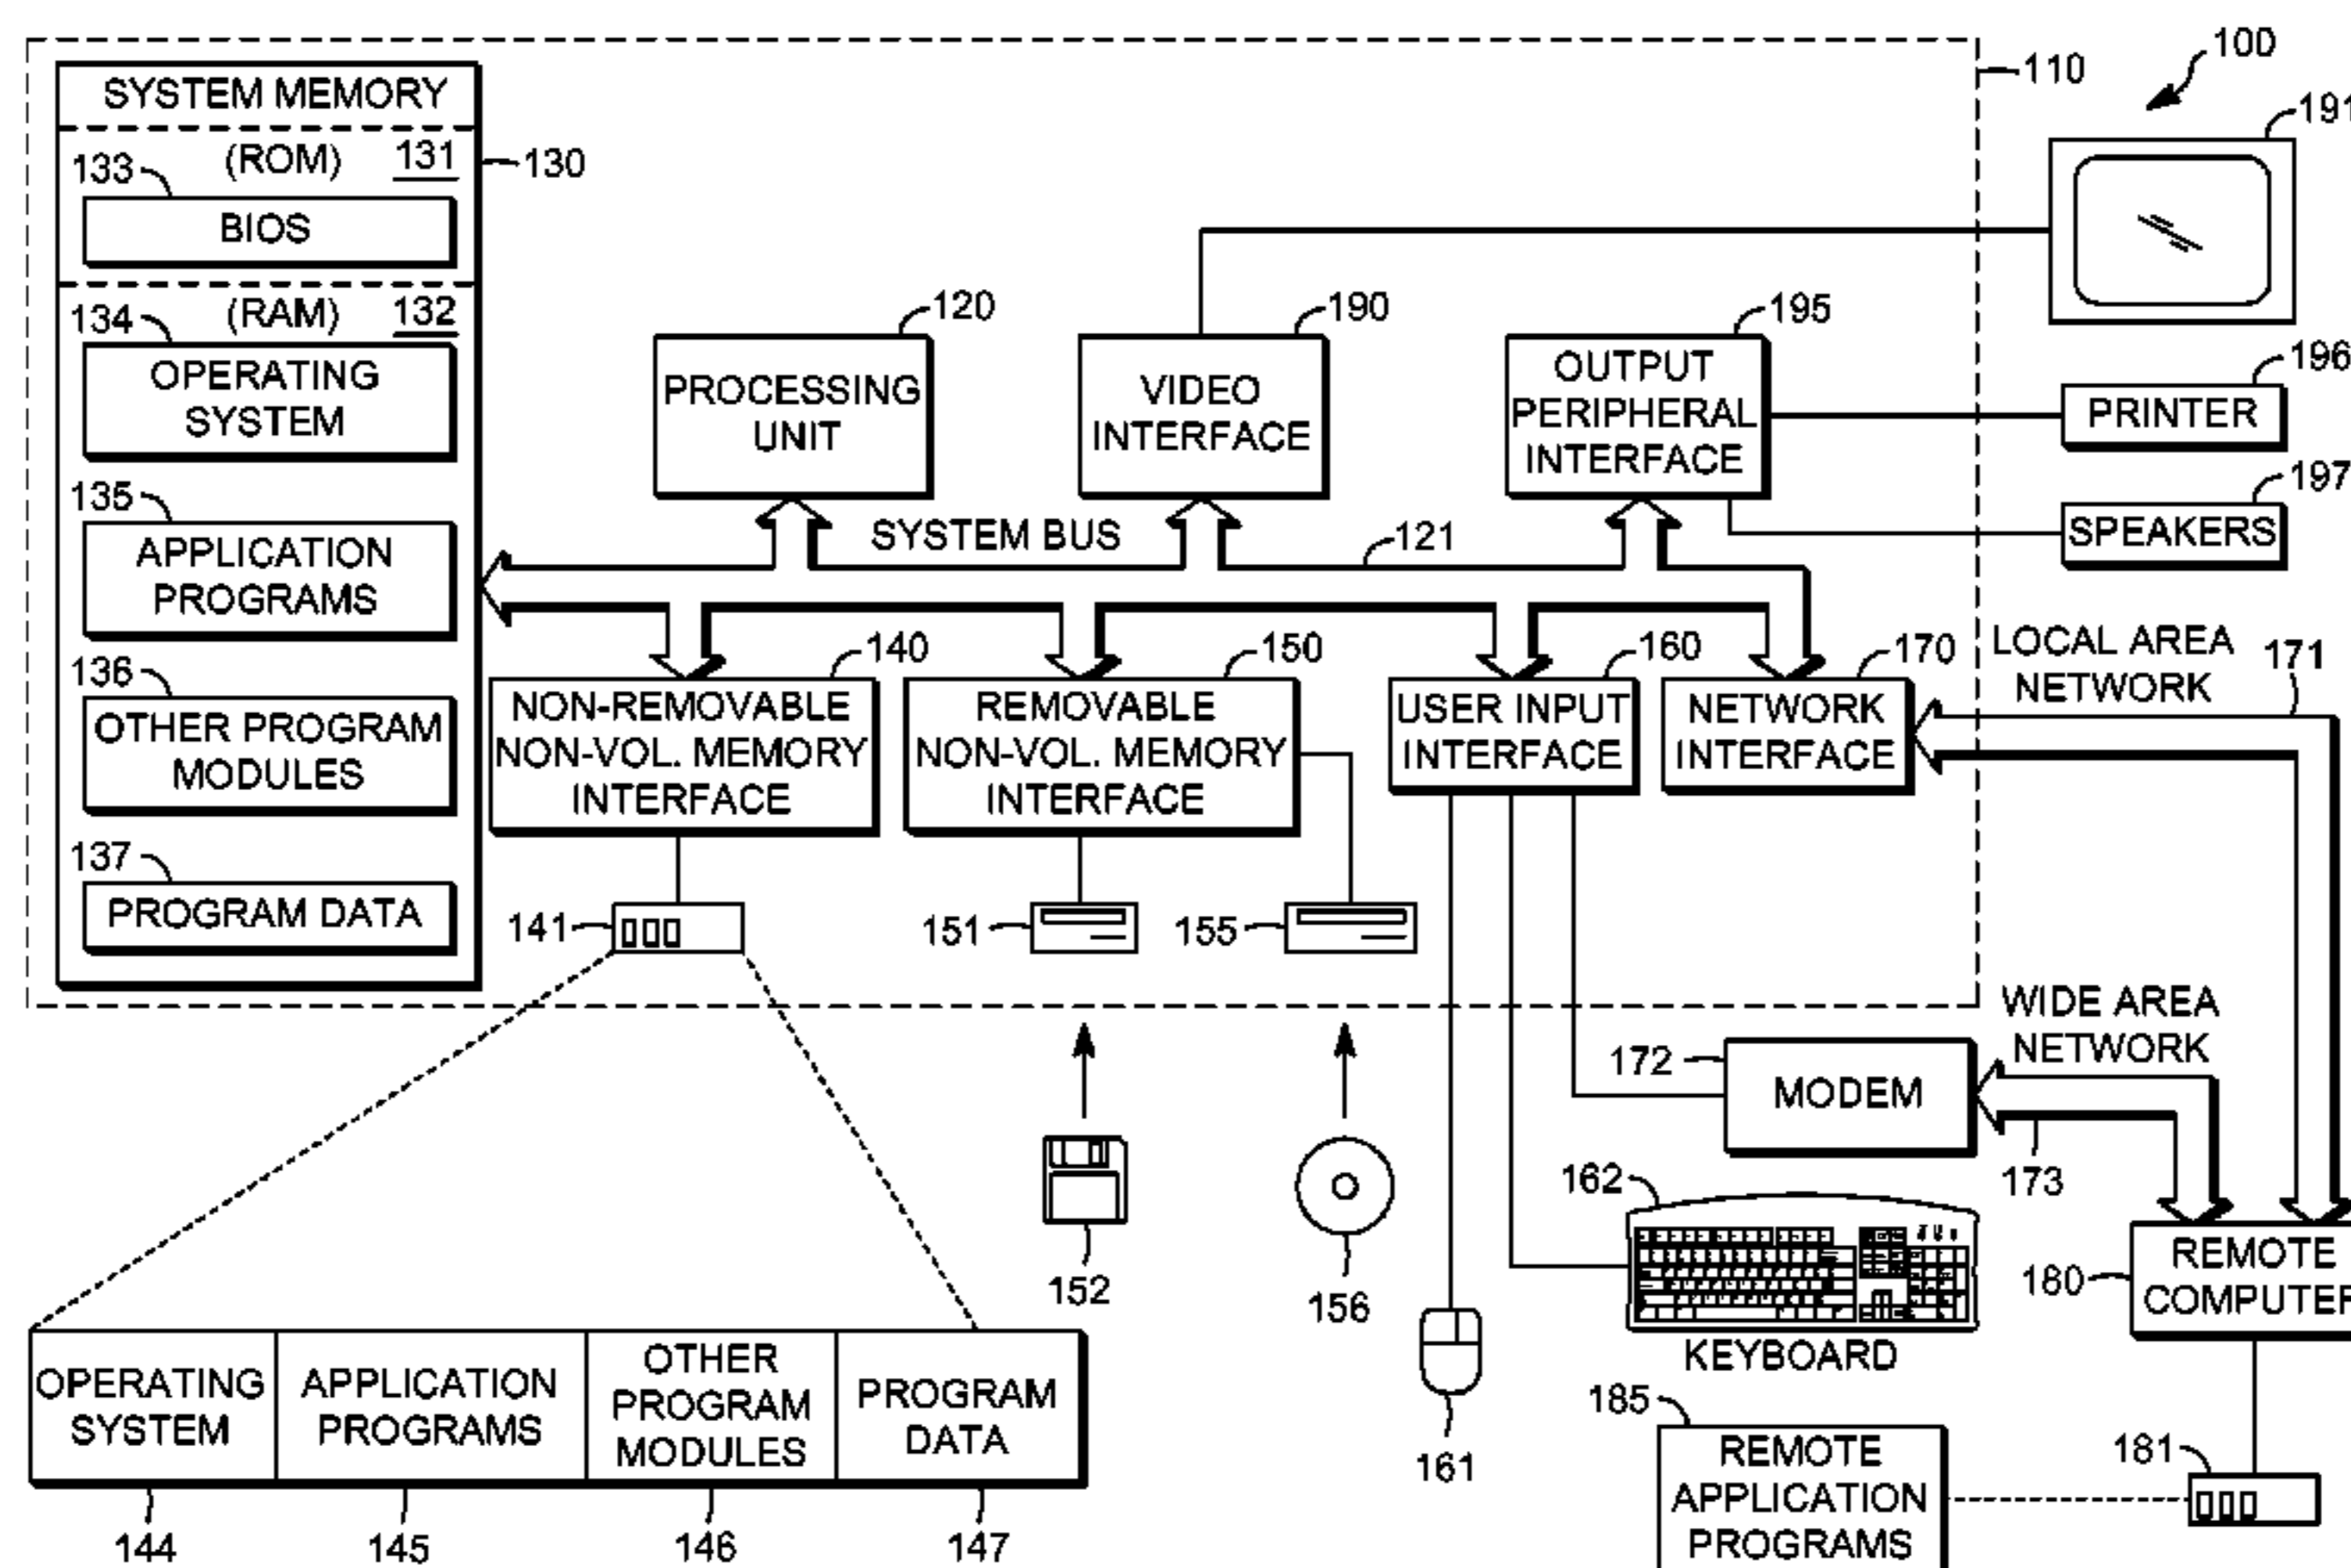 100
110
191
SYSTEM MEMORY
(ROM) 131
130
133
BIOS
(RAM) 132
134
OPERATING
SYSTEM
135
APPLICATION
PROGRAMS
136
OTHER PROGRAM
MODULES
137
PROGRAM DATA
120
PROCESSING
UNIT
190
VIDEO
INTERFACE
195
OUTPUT
PERIPHERAL
INTERFACE
196
PRINTER
197
SPEAKERS
SYSTEM BUS
121
140
NON-REMOVABLE
NON-VOL. MEMORY
INTERFACE
150
REMOVABLE
NON-VOL. MEMORY
INTERFACE
160
USER INPUT
INTERFACE
170
NETWORK
INTERFACE
LOCAL AREA
NETWORK
171
141
151
155
WIDE AREA
NETWORK
172
MODEM
173
152
156
162
KEYBOARD
161
180
REMOTE
COMPUTER
OPERATING
SYSTEM
APPLICATION
PROGRAMS
OTHER
PROGRAM
MODULES
PROGRAM
DATA
144
145
146
147
185
REMOTE
APPLICATION
PROGRAMS
181